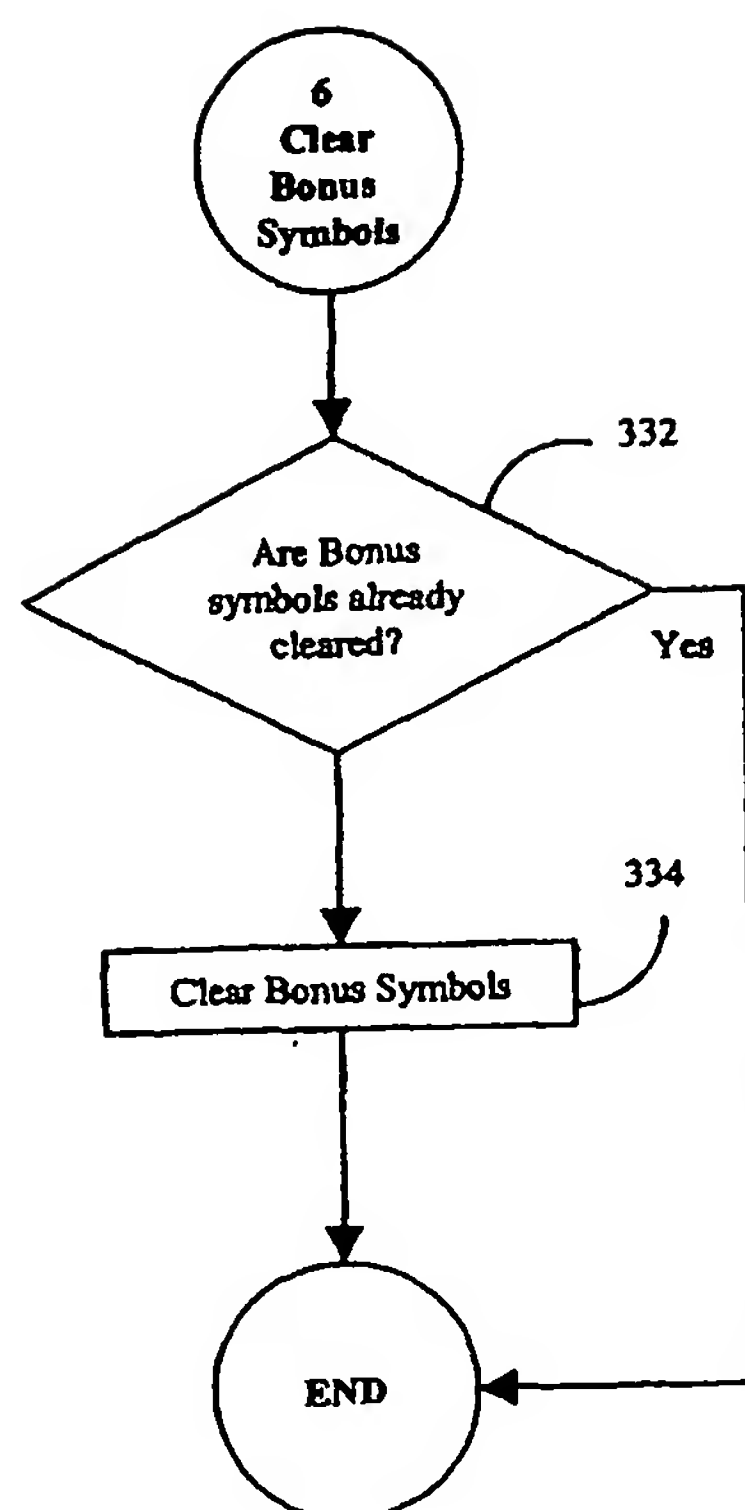 6
Clear
Bonus
Symbols
332
Are Bonus
symbols already
cleared?
Yes
334
Clear Bonus Symbols
END